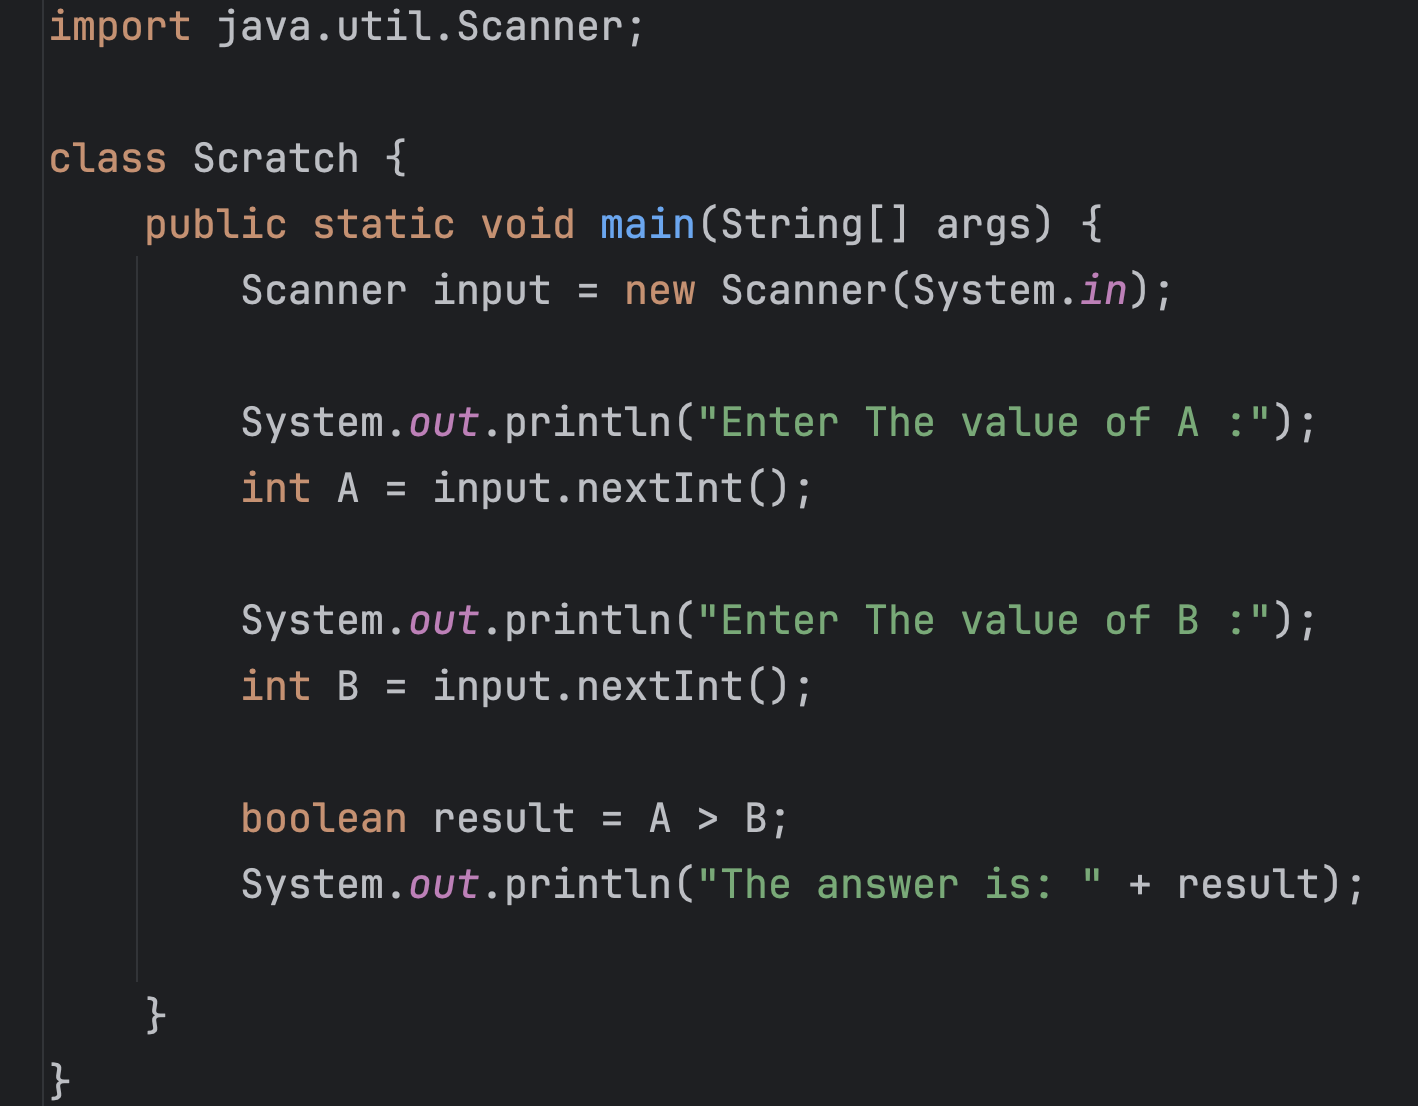 import java.util.Scanner;
class Scratch {
public static void main(String[] args) {
Scanner input = new Scanner(System.in);
System.out.println("Enter The value of A :");
int A = input.nextInt();
System.out.println("Enter The value of B :");
int B = input.nextInt();
boolean result = A > B;
System.out.println("The answer is: " + result);
}
}